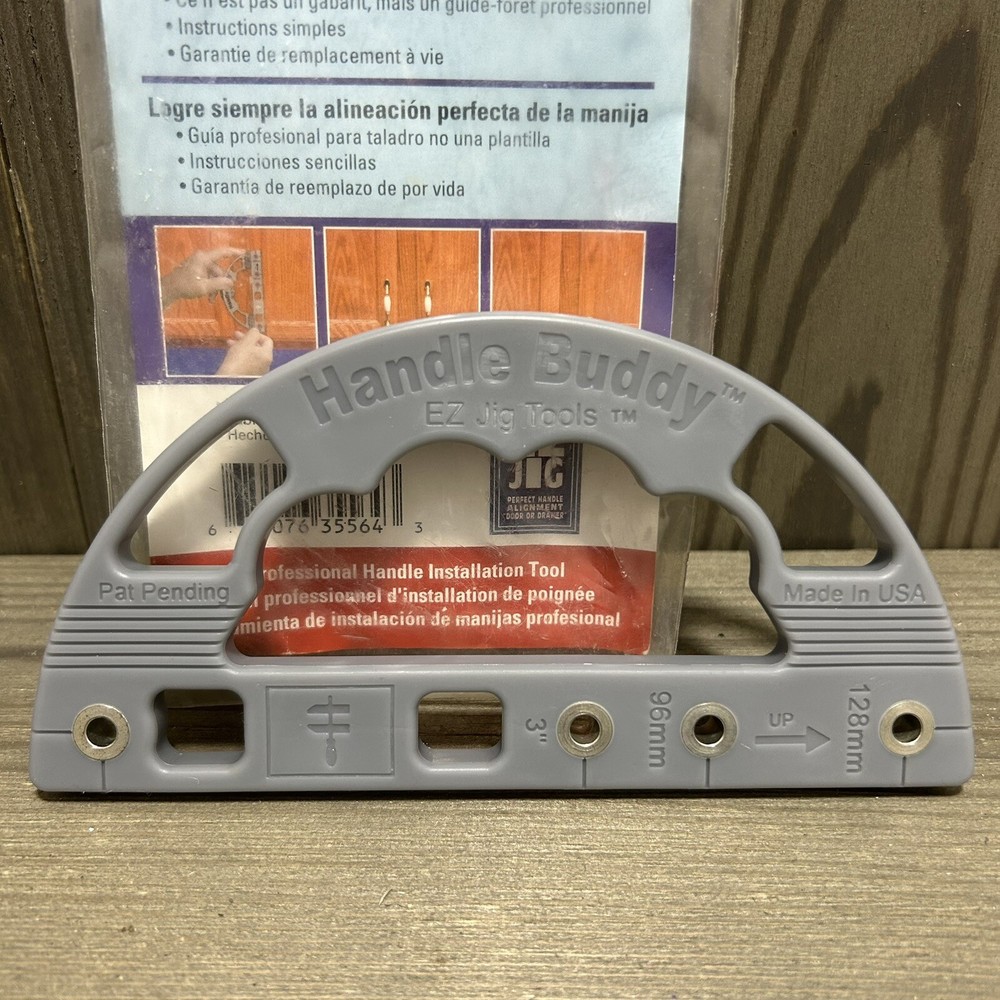 Ce n'est pas un gabarit, mais un guide-foret professionnel
• Instructions simples
• Garantie de remplacement à vie
Logre siempre la alineación perfecta de la manija
• Guía profesional para taladro no una plantilla
• Instrucciones sencillas
• Garantía de reemplazo de por vida
Handle Buddy™
EZ Jig Tools ™
Hecho
JIG
PERFECT HANDLE
ALIGNMENT
DOOR OR DRAWER
6 076 35564 3
Professional Handle Installation Tool
professionnel d'installation de poignée
mienta de instalación de manijas profesional
Pat Pending
Made In USA
3"
96mm
UP
128mm